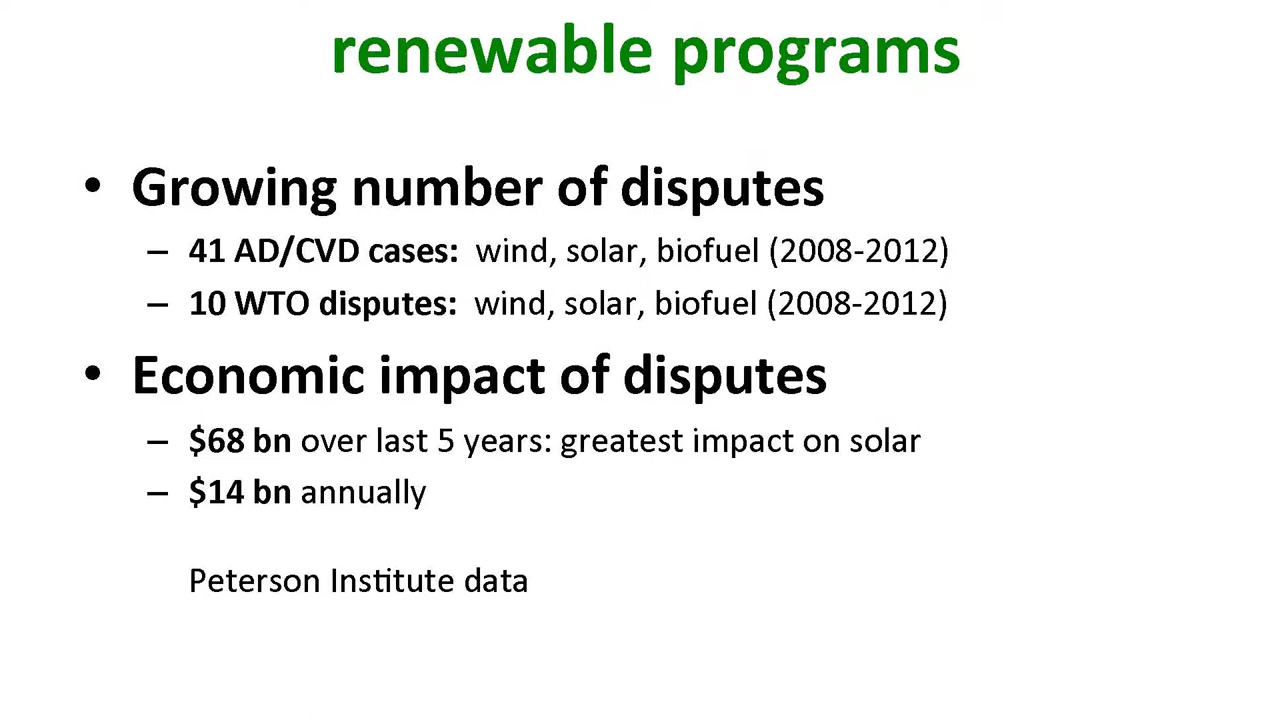 renewable programs
• Growing number of disputes
– 41 AD/CVD cases: wind, solar, biofuel (2008-2012)
– 10 WTO disputes: wind, solar, biofuel (2008-2012)
• Economic impact of disputes
– $68 bn over last 5 years: greatest impact on solar
– $14 bn annually
Peterson Institute data